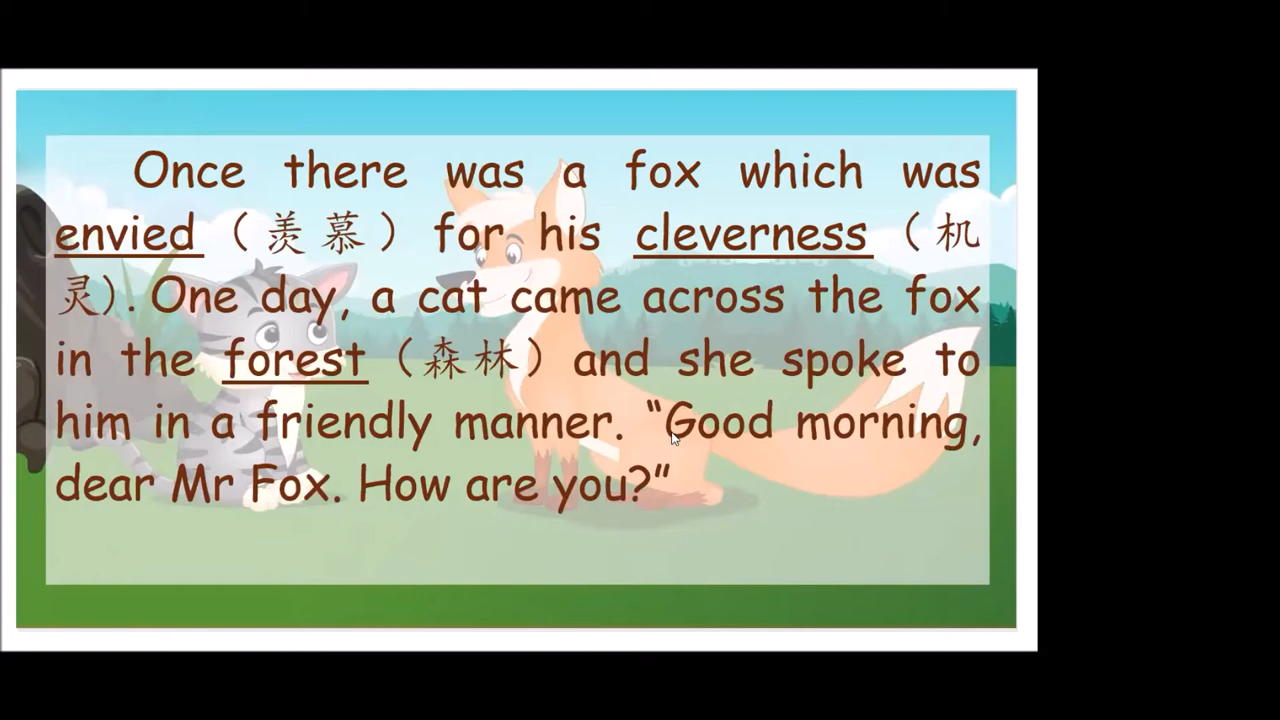 Once there was a fox which was
envied（羡慕）for his cleverness（机
灵). One day, a cat came across the fox
in the forest（森林）and she spoke to
him in a friendly manner. “Good morning,
dear Mr Fox. How are you?”